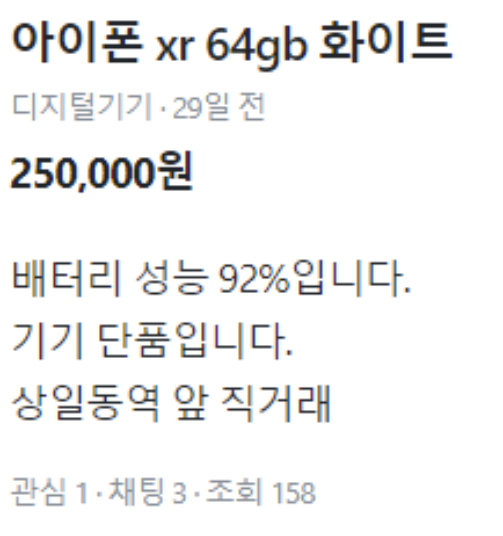 아이폰 xr 64gb 화이트
디지털기기 · 29일 전
250,000원
배터리 성능 92%입니다.
기기 단품입니다.
상일동역 앞 직거래
관심 1 · 채팅 3 · 조회 158